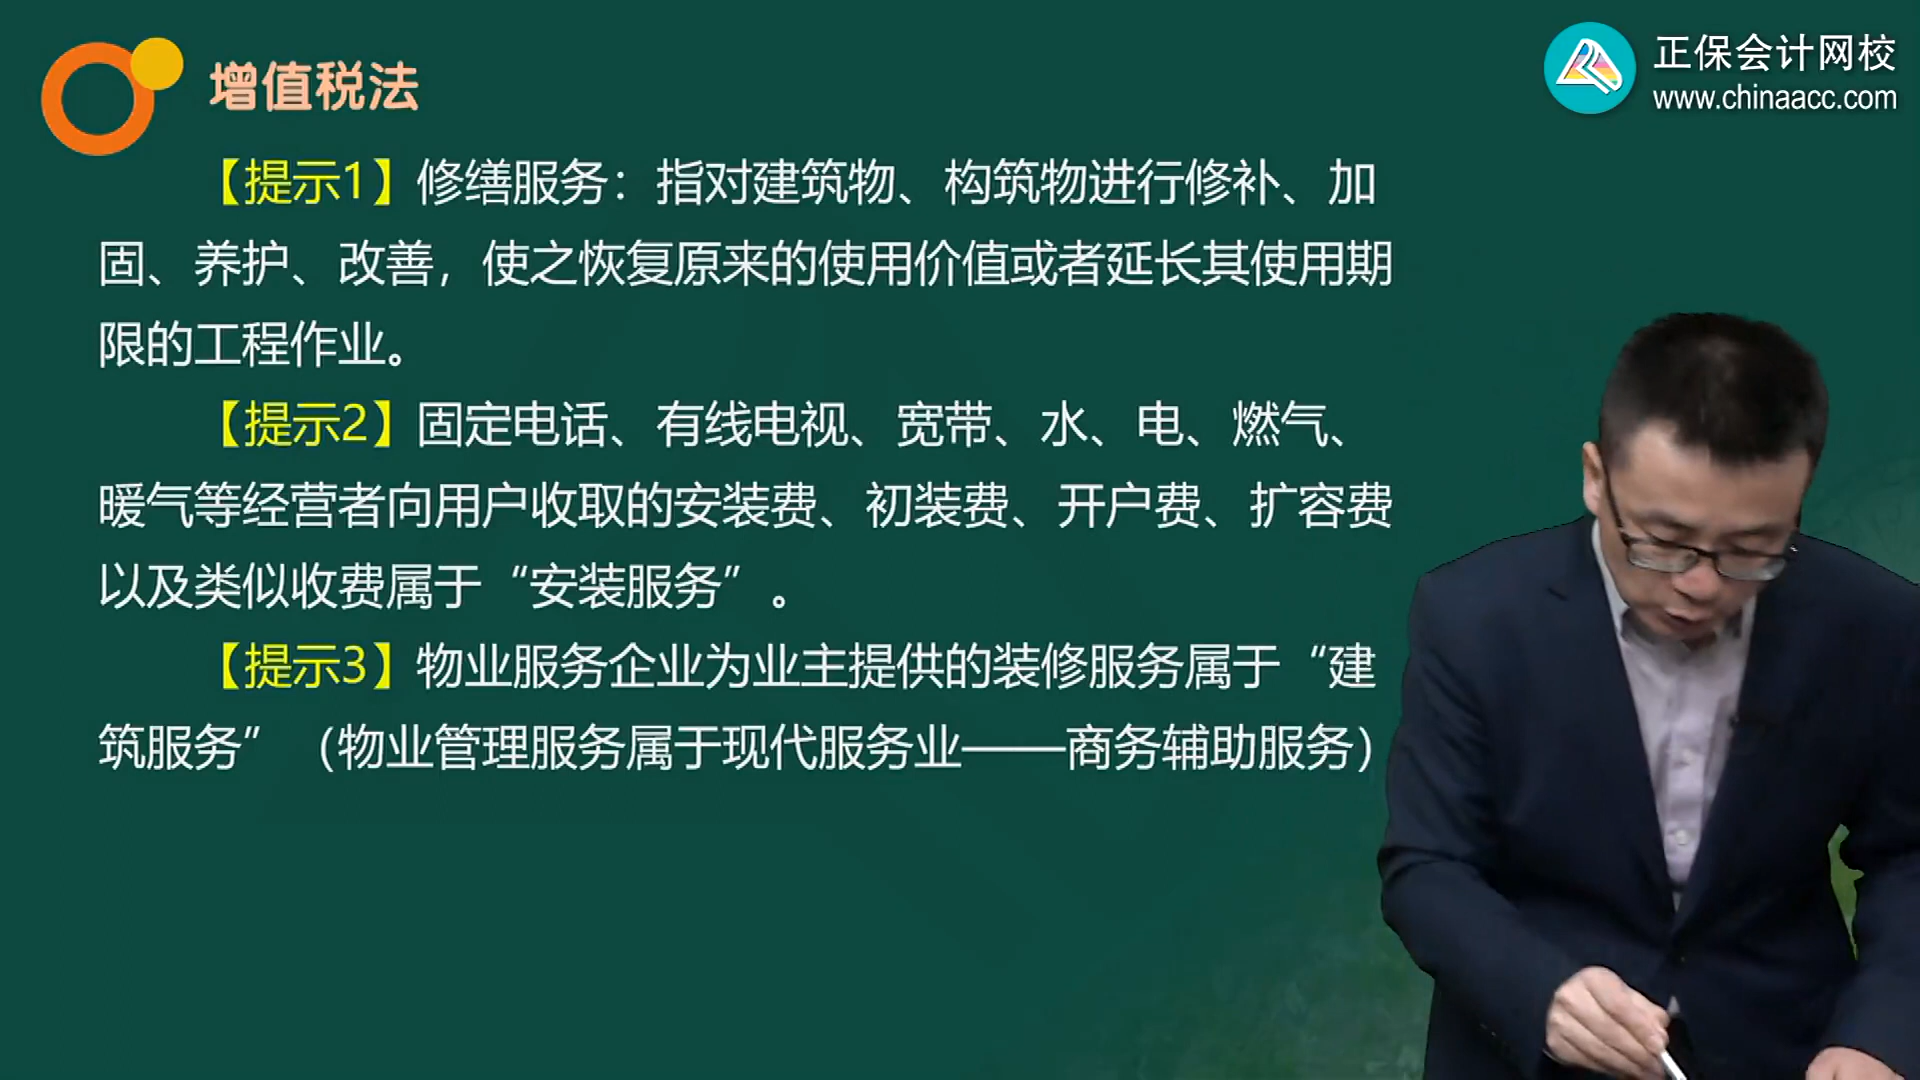 增值税法
正保会计网校
www.chinaacc.com
【提示1】修缮服务：指对建筑物、构筑物进行修补、加
固、养护、改善，使之恢复原来的使用价值或者延长其使用期
限的工程作业。
【提示2】固定电话、有线电视、宽带、水、电、燃气、
暖气等经营者向用户收取的安装费、初装费、开户费、扩容费
以及类似收费属于“安装服务”。
【提示3】物业服务企业为业主提供的装修服务属于“建
筑服务”（物业管理服务属于现代服务业——商务辅助服务）